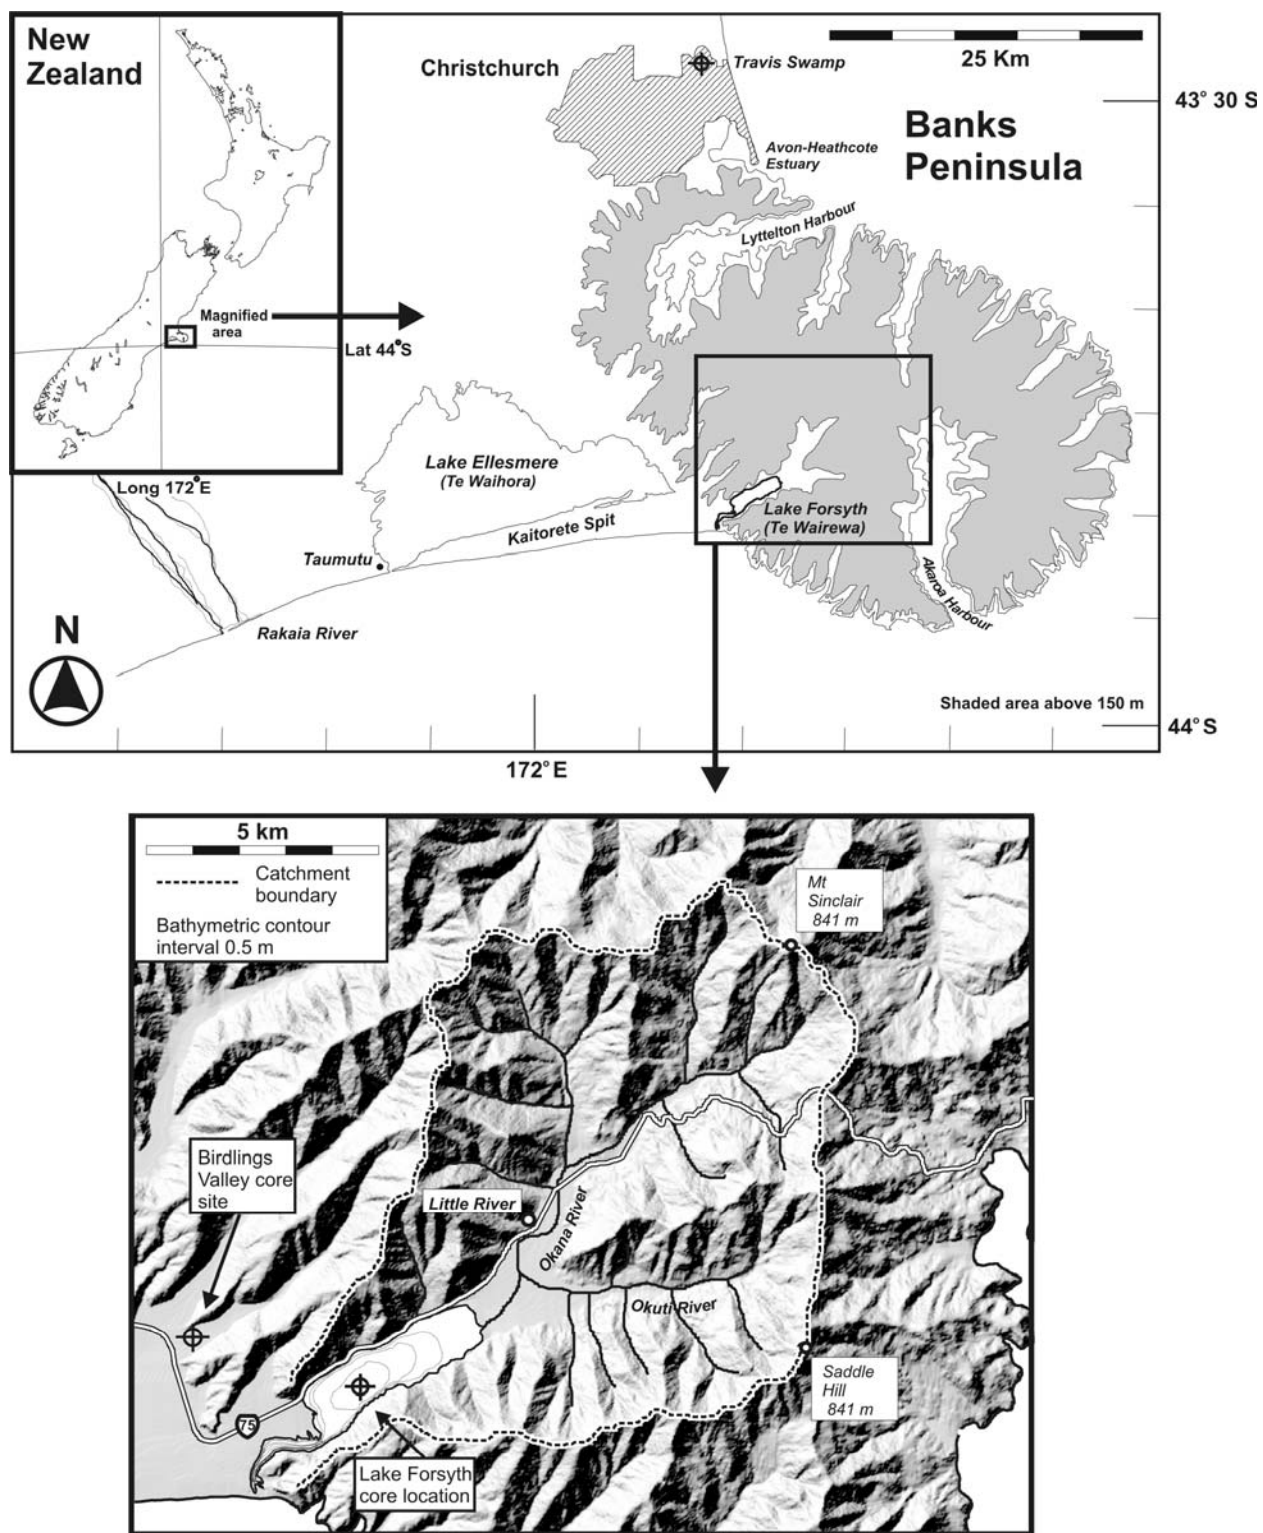 New
Zealand
Magnified
area
Lat 44°S
Long 172°E
Christchurch
Travis Swamp
25 Km
43° 30 S
Banks
Peninsula
Avon-Heathcote
Estuary
Lyttelton Harbour
Lake Ellesmere
(Te Waihora)
Kaitorete Spit
Lake Forsyth
(Te Wairewa)
Akaroa Harbour
Taumutu
Rakaia River
N
Shaded area above 150 m
44° S
172° E
5 km
Catchment
boundary
Bathymetric contour
interval 0.5 m
Mt
Sinclair
841 m
Birdlings
Valley core
site
Little River
Okana River
Okuti River
Saddle
Hill
841 m
75
Lake Forsyth
core location